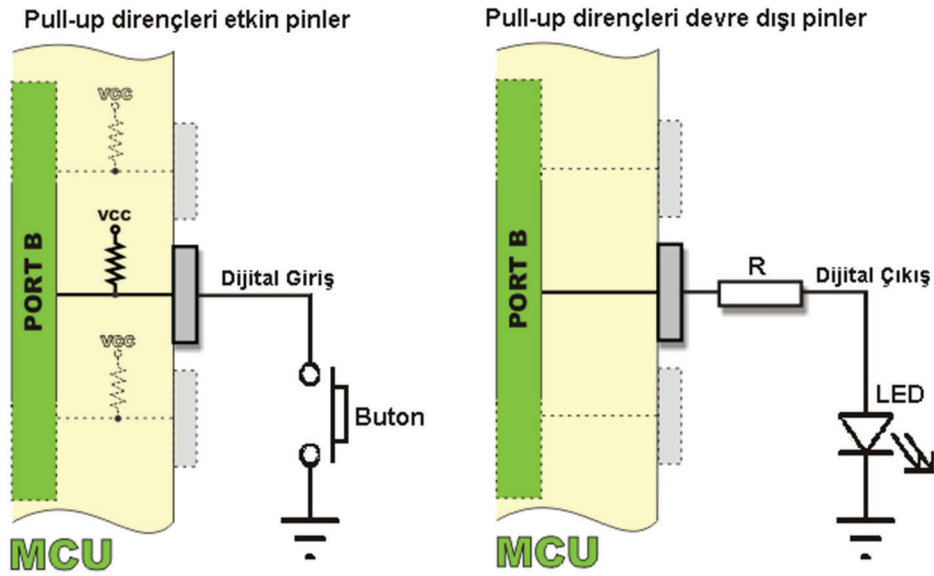 Pull-up dirençleri etkin pinler
vcc
vcc
vcc
PORT B
Dijital Giriş
Buton
MCU
Pull-up dirençleri devre dışı pinler
PORT B
R
Dijital Çıkış
LED
MCU